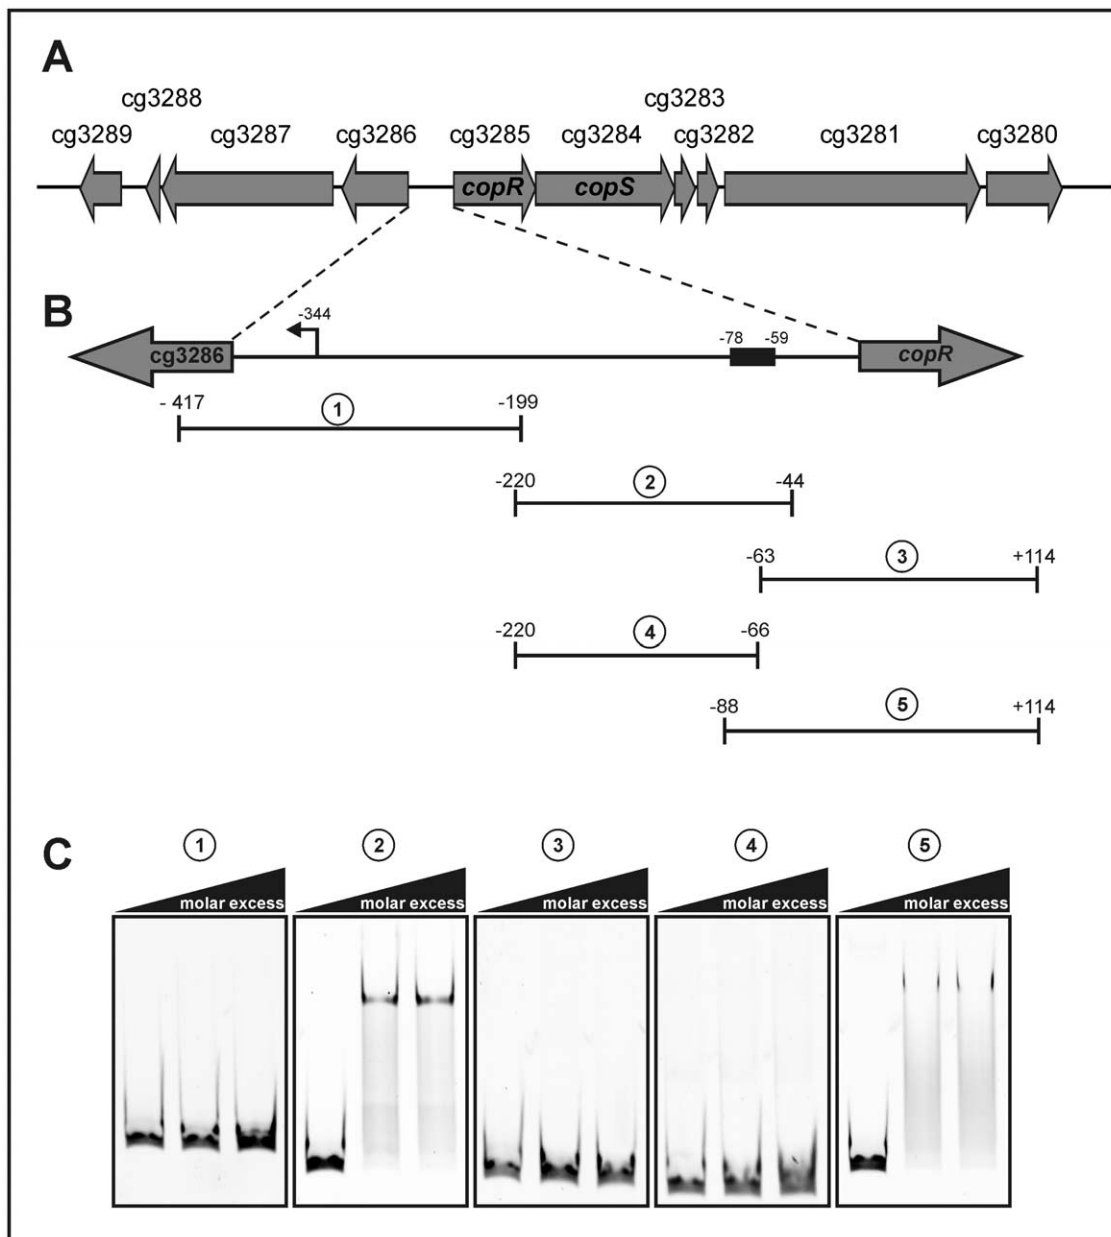 A
cg3288 cg3283
cg3289 cg3287 cg3286 cg3285 cg3284 cg3282 cg3281 cg3280
copR copS
B
-344
-78 -59
cg3286 copR
- 417 1 -199
-220 2 -44
-63 3 +114
-220 4 -66
-88 5 +114
C
1 2 3 4 5
molar excess molar excess molar excess molar excess molar excess